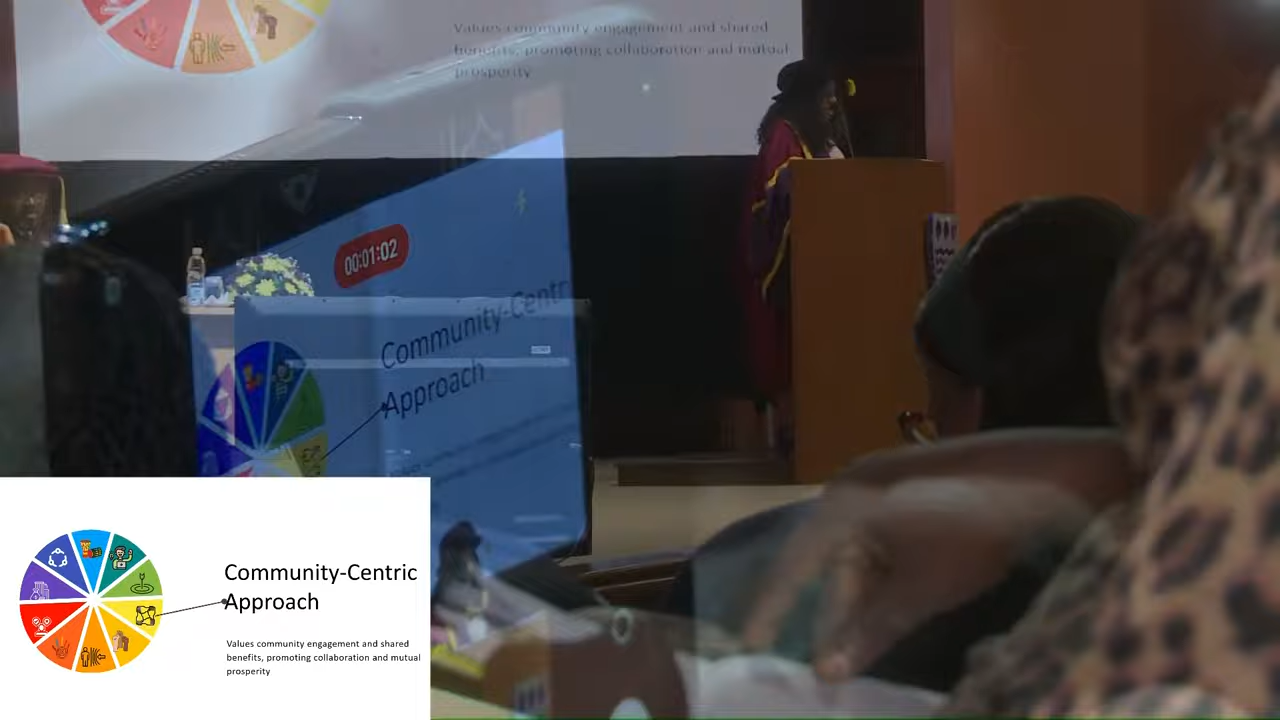 Values community engagement and shared
benefits, promoting collaboration and mutual
prosperity
00:01:02
Community-Centr
Approach
Community-Centric
Approach
Values community engagement and shared
benefits, promoting collaboration and mutual
prosperity